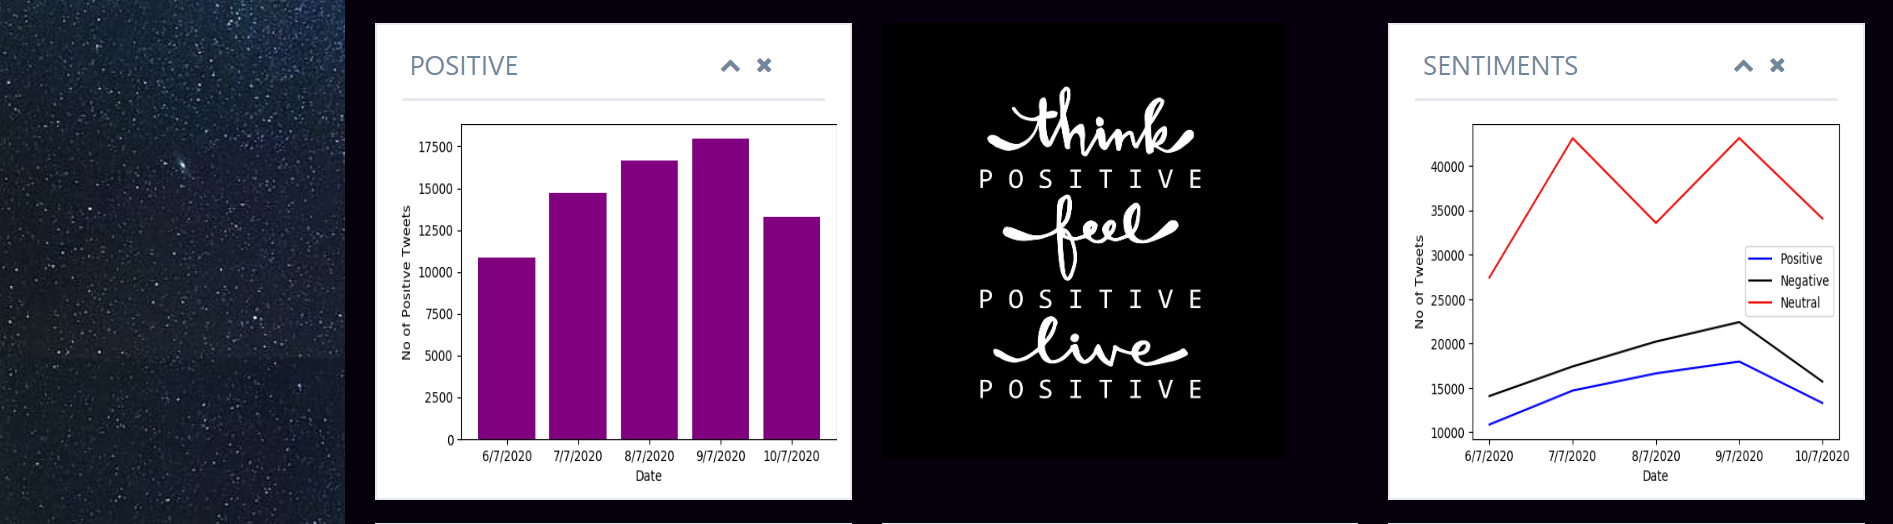 POSITIVE
17500
15000
12500
10000
7500
5000
2500
0
No of Positive Tweets
6/7/2020 7/7/2020 8/7/2020 9/7/2020 10/7/2020
Date
think
POSITIVE
feel
POSITIVE
live
POSITIVE
SENTIMENTS
40000
35000
30000
25000
20000
15000
10000
No of Tweets
Positive
Negative
Neutral
6/7/2020 7/7/2020 8/7/2020 9/7/2020 10/7/2020
Date